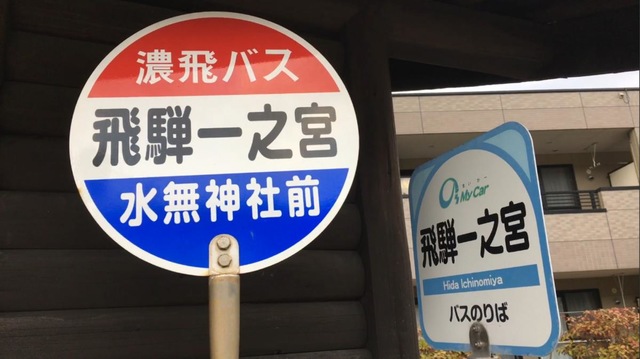 濃飛バス
飛騨一之宮
水無神社前
My Car
飛騨一之宮
Hida Ichinomiya
バスのりば